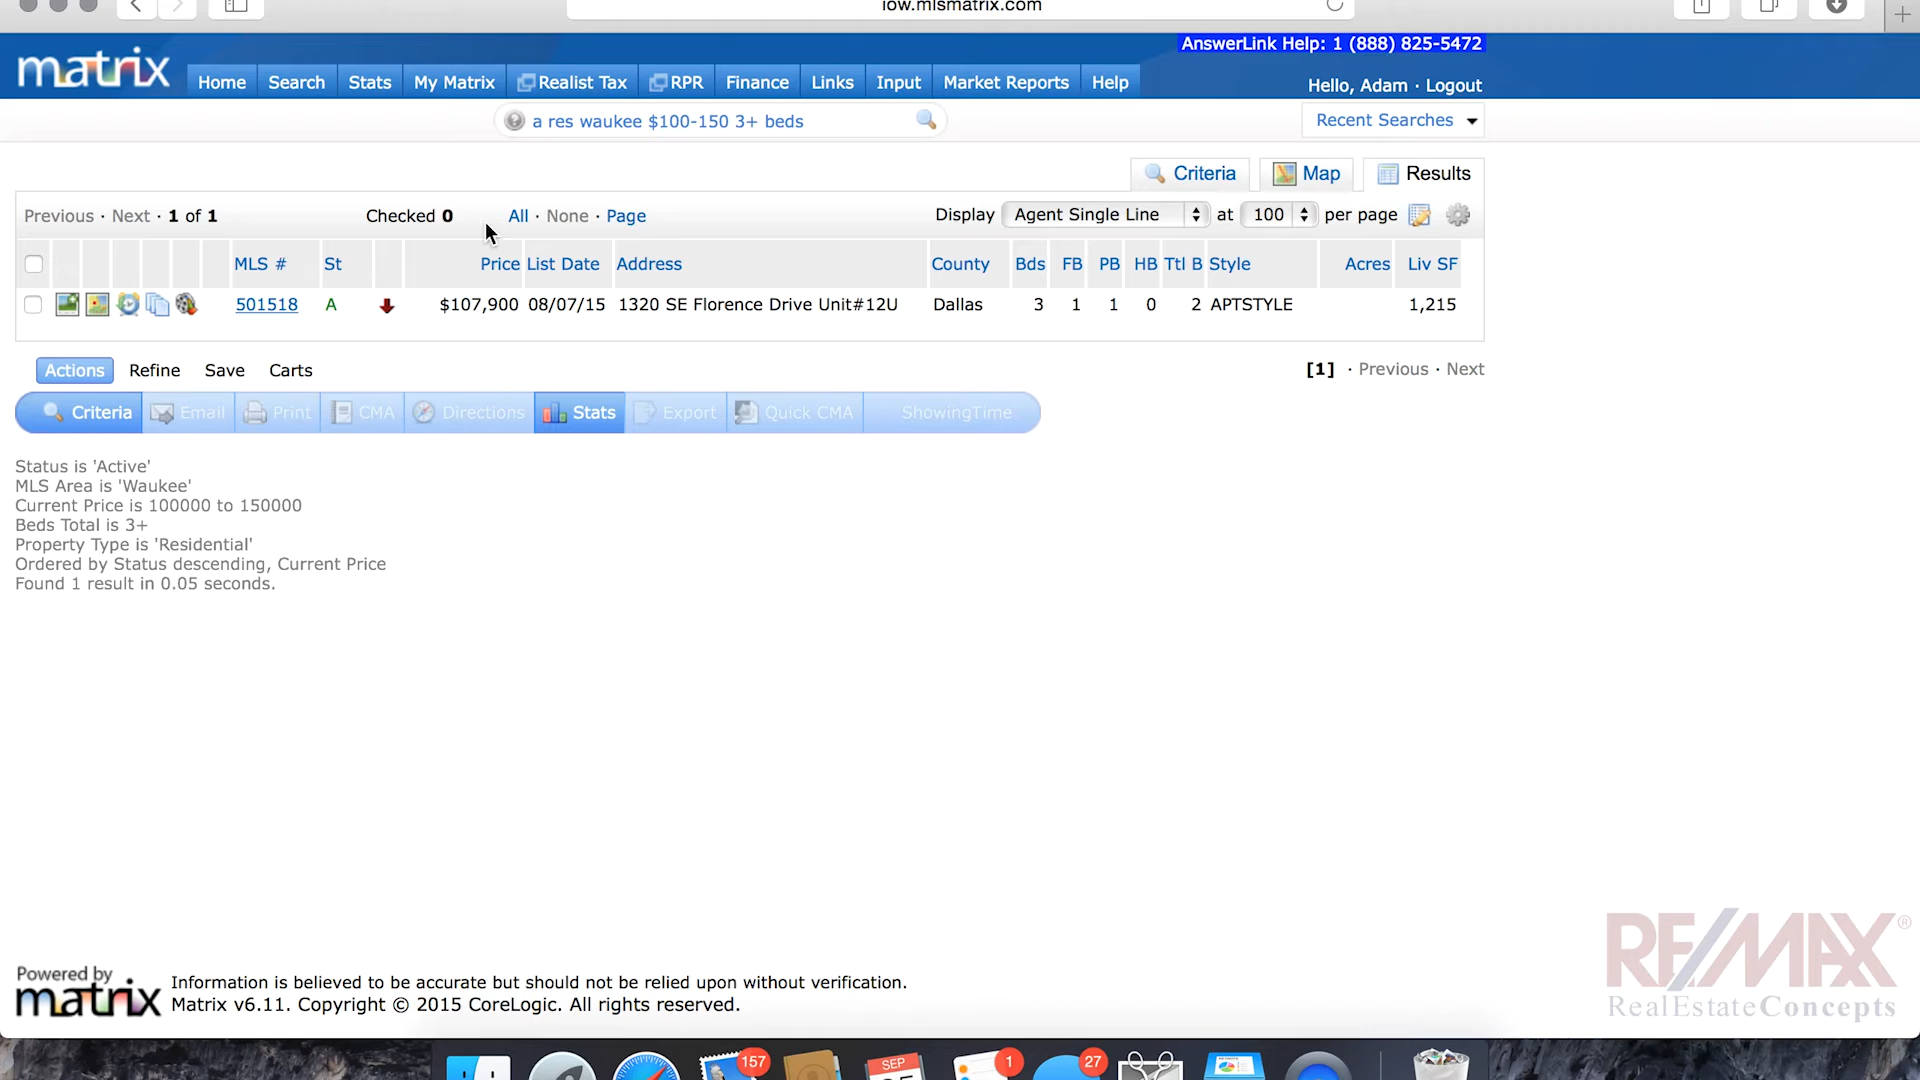 iow.mlsmatrix.com
AnswerLink Help: 1 (888) 825-5472
matrix
Home Search Stats My Matrix Realist Tax RPR Finance Links Input Market Reports Help
Hello, Adam · Logout
a res waukee $100-150 3+ beds
Recent Searches
Criteria Map Results
Previous · Next · 1 of 1 Checked 0 All · None · Page Display Agent Single Line at 100 per page
MLS # St Price List Date Address County Bds FB PB HB Ttl B Style Acres Liv SF
501518 A $107,900 08/07/15 1320 SE Florence Drive Unit#12U Dallas 3 1 1 0 2 APTSTYLE 1,215
Actions Refine Save Carts [1] · Previous · Next
Criteria Email Print CMA Directions Stats Export Quick CMA ShowingTime
Status is 'Active'
MLS Area is 'Waukee'
Current Price is 100000 to 150000
Beds Total is 3+
Property Type is 'Residential'
Ordered by Status descending, Current Price
Found 1 result in 0.05 seconds.
RE/MAX®
RealEstateConcepts
Powered by
matrix
Information is believed to be accurate but should not be relied upon without verification.
Matrix v6.11. Copyright © 2015 CoreLogic. All rights reserved.
157 SEP 1 27